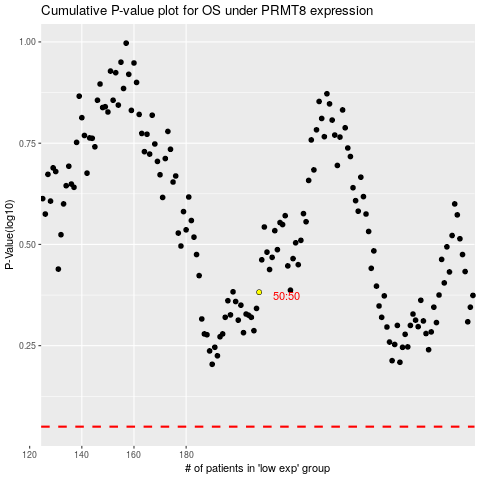 Cumulative P-value plot for OS under PRMT8 expression
P-Value(log10)
1.00
0.75
0.50
0.25
50:50
120 140 160 180
# of patients in 'low exp' group